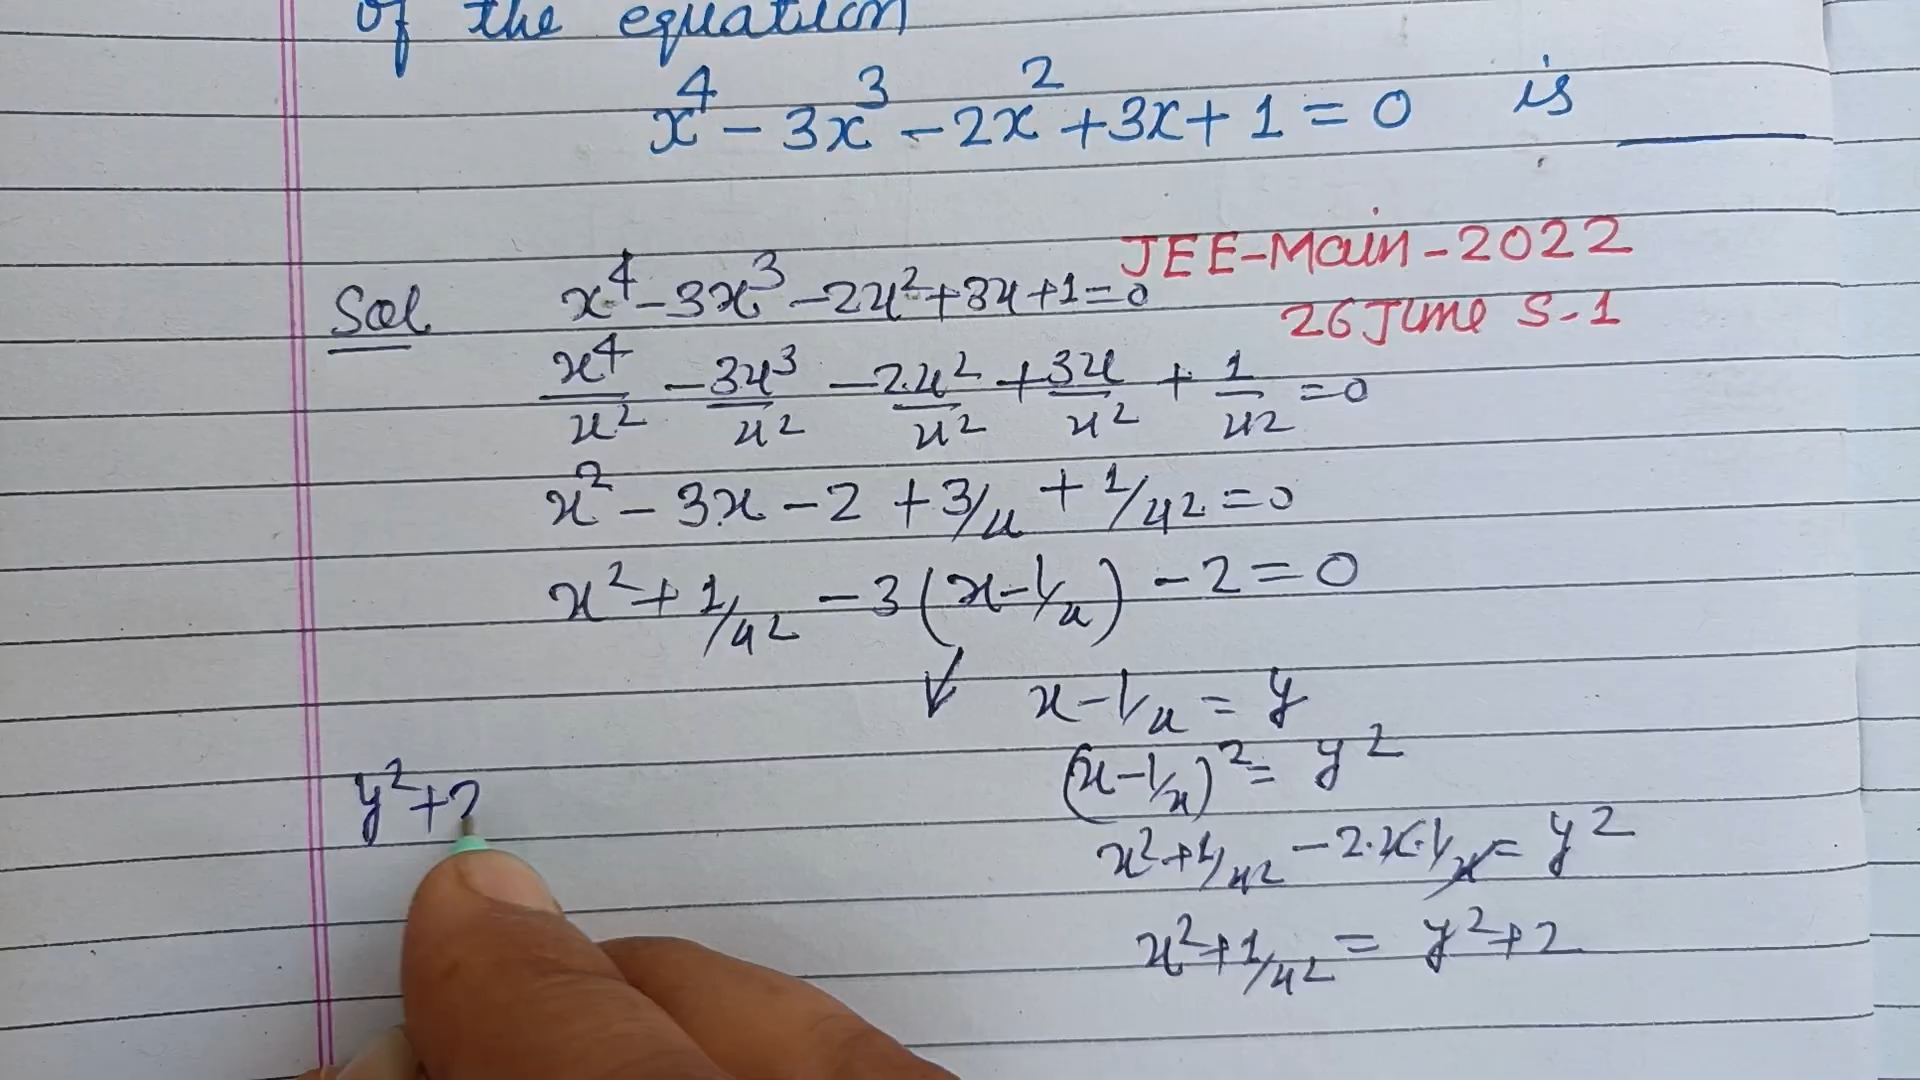 of the equation
x⁴ - 3x³ - 2x² + 3x + 1 = 0 is ______
JEE-Main-2022
26 June S-1
Sol x⁴ - 3x³ - 2x² + 3x + 1 = 0
x⁴/x² - 3x³/x² - 2x²/x² + 3x/x² + 1/x² = 0
x² - 3x - 2 + 3/x + 1/x² = 0
x² + 1/x² - 3(x - 1/x) - 2 = 0
x - 1/x = y
(x - 1/x)² = y²
x² + 1/x² - 2.x.1/x = y²
x² + 1/x² = y² + 2
y² + 2